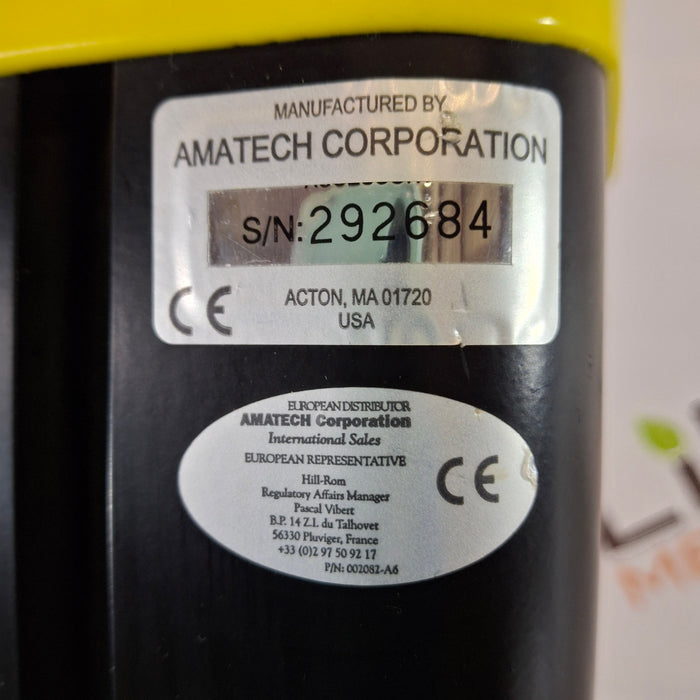 MANUFACTURED BY
AMATECH CORPORATION
S/N: 292684
CE
ACTON, MA 01720
USA
EUROPEAN DISTRIBUTOR
AMATECH Corporation
International Sales
EUROPEAN REPRESENTATIVE
CE
Hill-Rom
Regulatory Affairs Manager
Pascal Vibert
B.P. 14 Z.I. du Talhovet
56330 Pluviger, France
+33 (0)2 97 50 92 17
P/N: 002082-A6